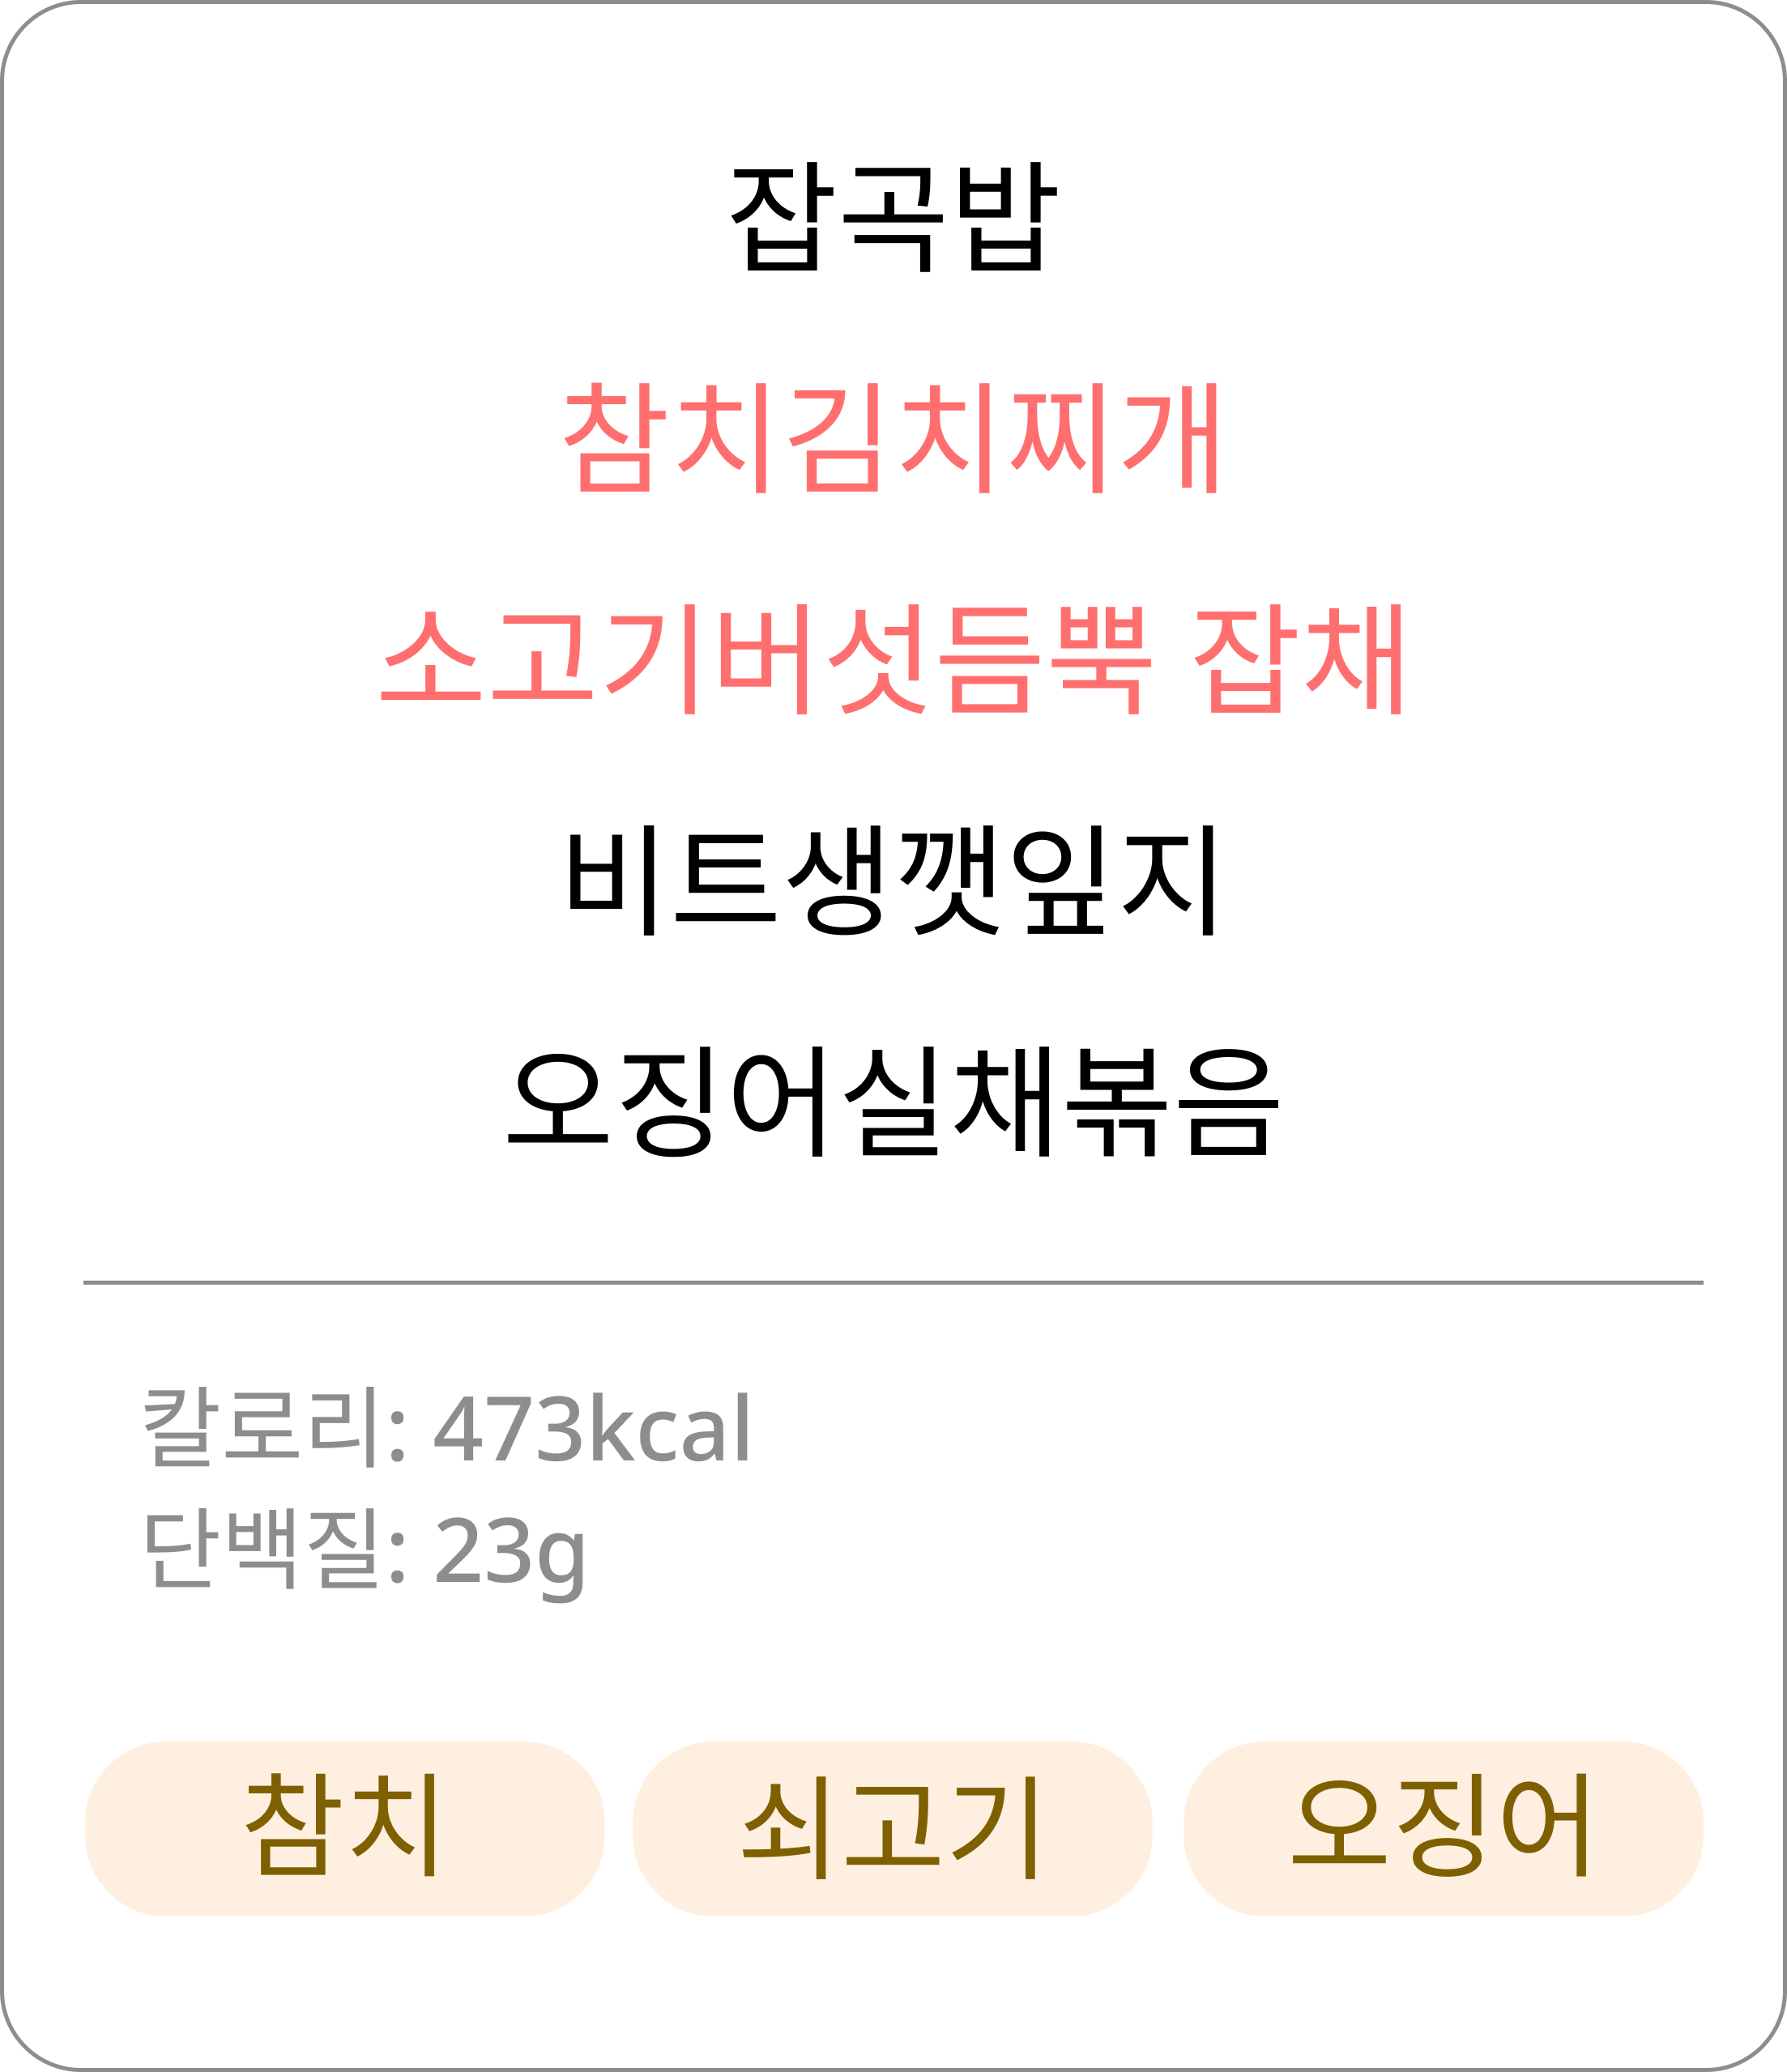 잡곡밥
참치김치찌개
소고기버섯듬뿍 잡채
비트생깻잎지
오징어실채볶음
칼로리: 473kcal
단백질: 23g
참치
쇠고기
오징어